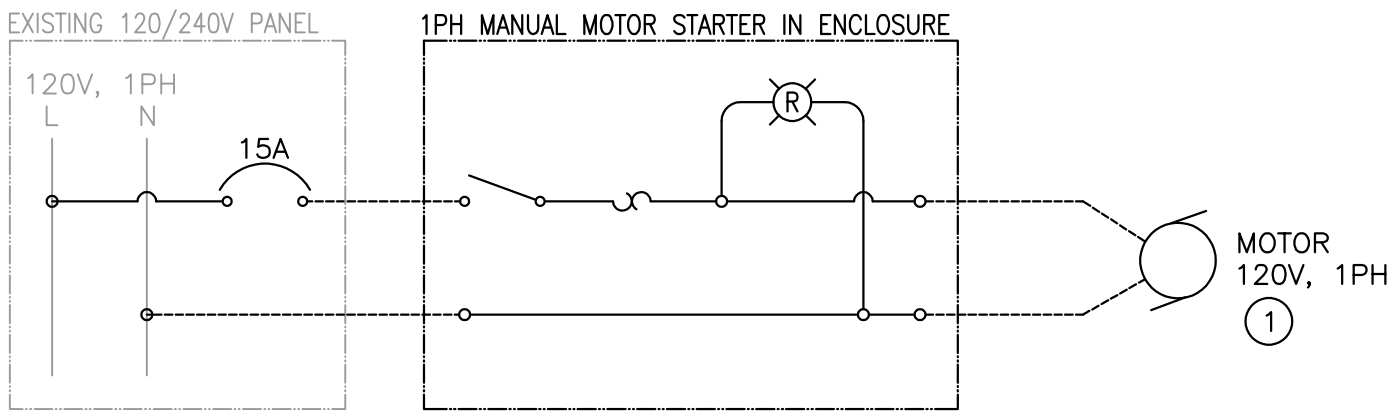 EXISTING 120/240V PANEL
1PH MANUAL MOTOR STARTER IN ENCLOSURE
120V, 1PH
L N
15A
R
MOTOR
120V, 1PH
1